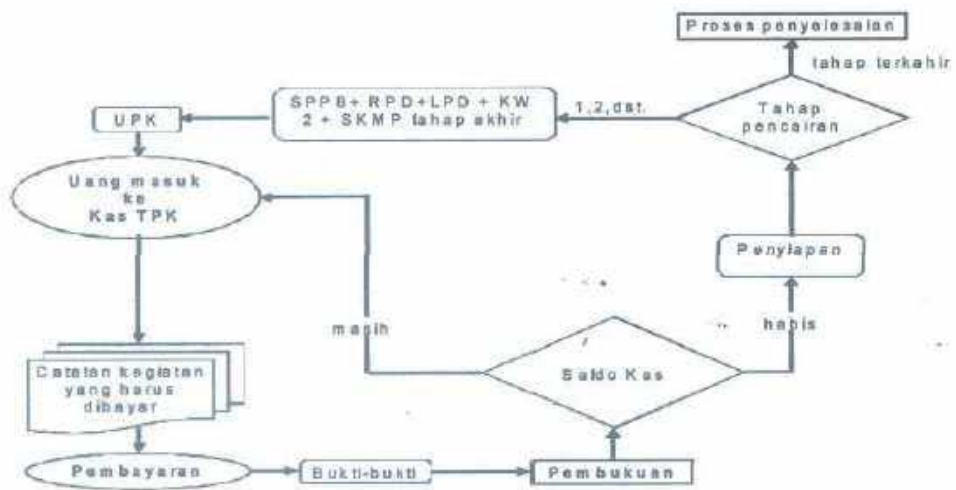 Proses penyelesaian
tahap terkahir
SPPB+ RPD+LPD + KW
2 + SKMP tahap akhir
1,2,dst.
Tahap
pencairan
UPK
Uang masuk
ke
Kas TPK
Penyiapan
masih
habis
Saldo Kas
Catatan kegiatan
yang harus
dibayar
Pembayaran
Bukti-bukti
Pembukuan